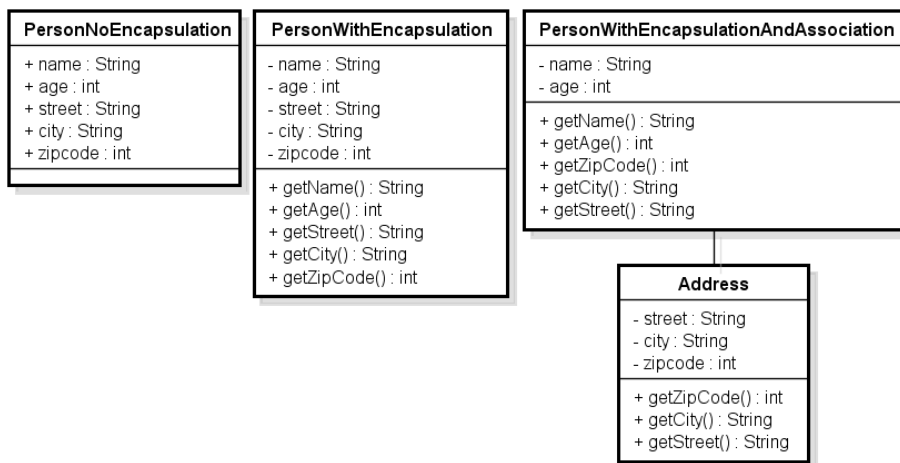 PersonNoEncapsulation
+ name : String
+ age : int
+ street : String
+ city : String
+ zipcode : int
PersonWithEncapsulation
- name : String
- age : int
- street : String
- city : String
- zipcode : int
+ getName() : String
+ getAge() : int
+ getStreet() : String
+ getCity() : String
+ getZipCode() : int
PersonWithEncapsulationAndAssociation
- name : String
- age : int
+ getName() : String
+ getAge() : int
+ getZipCode() : int
+ getCity() : String
+ getStreet() : String
Address
- street : String
- city : String
- zipcode : int
+ getZipCode() : int
+ getCity() : String
+ getStreet() : String